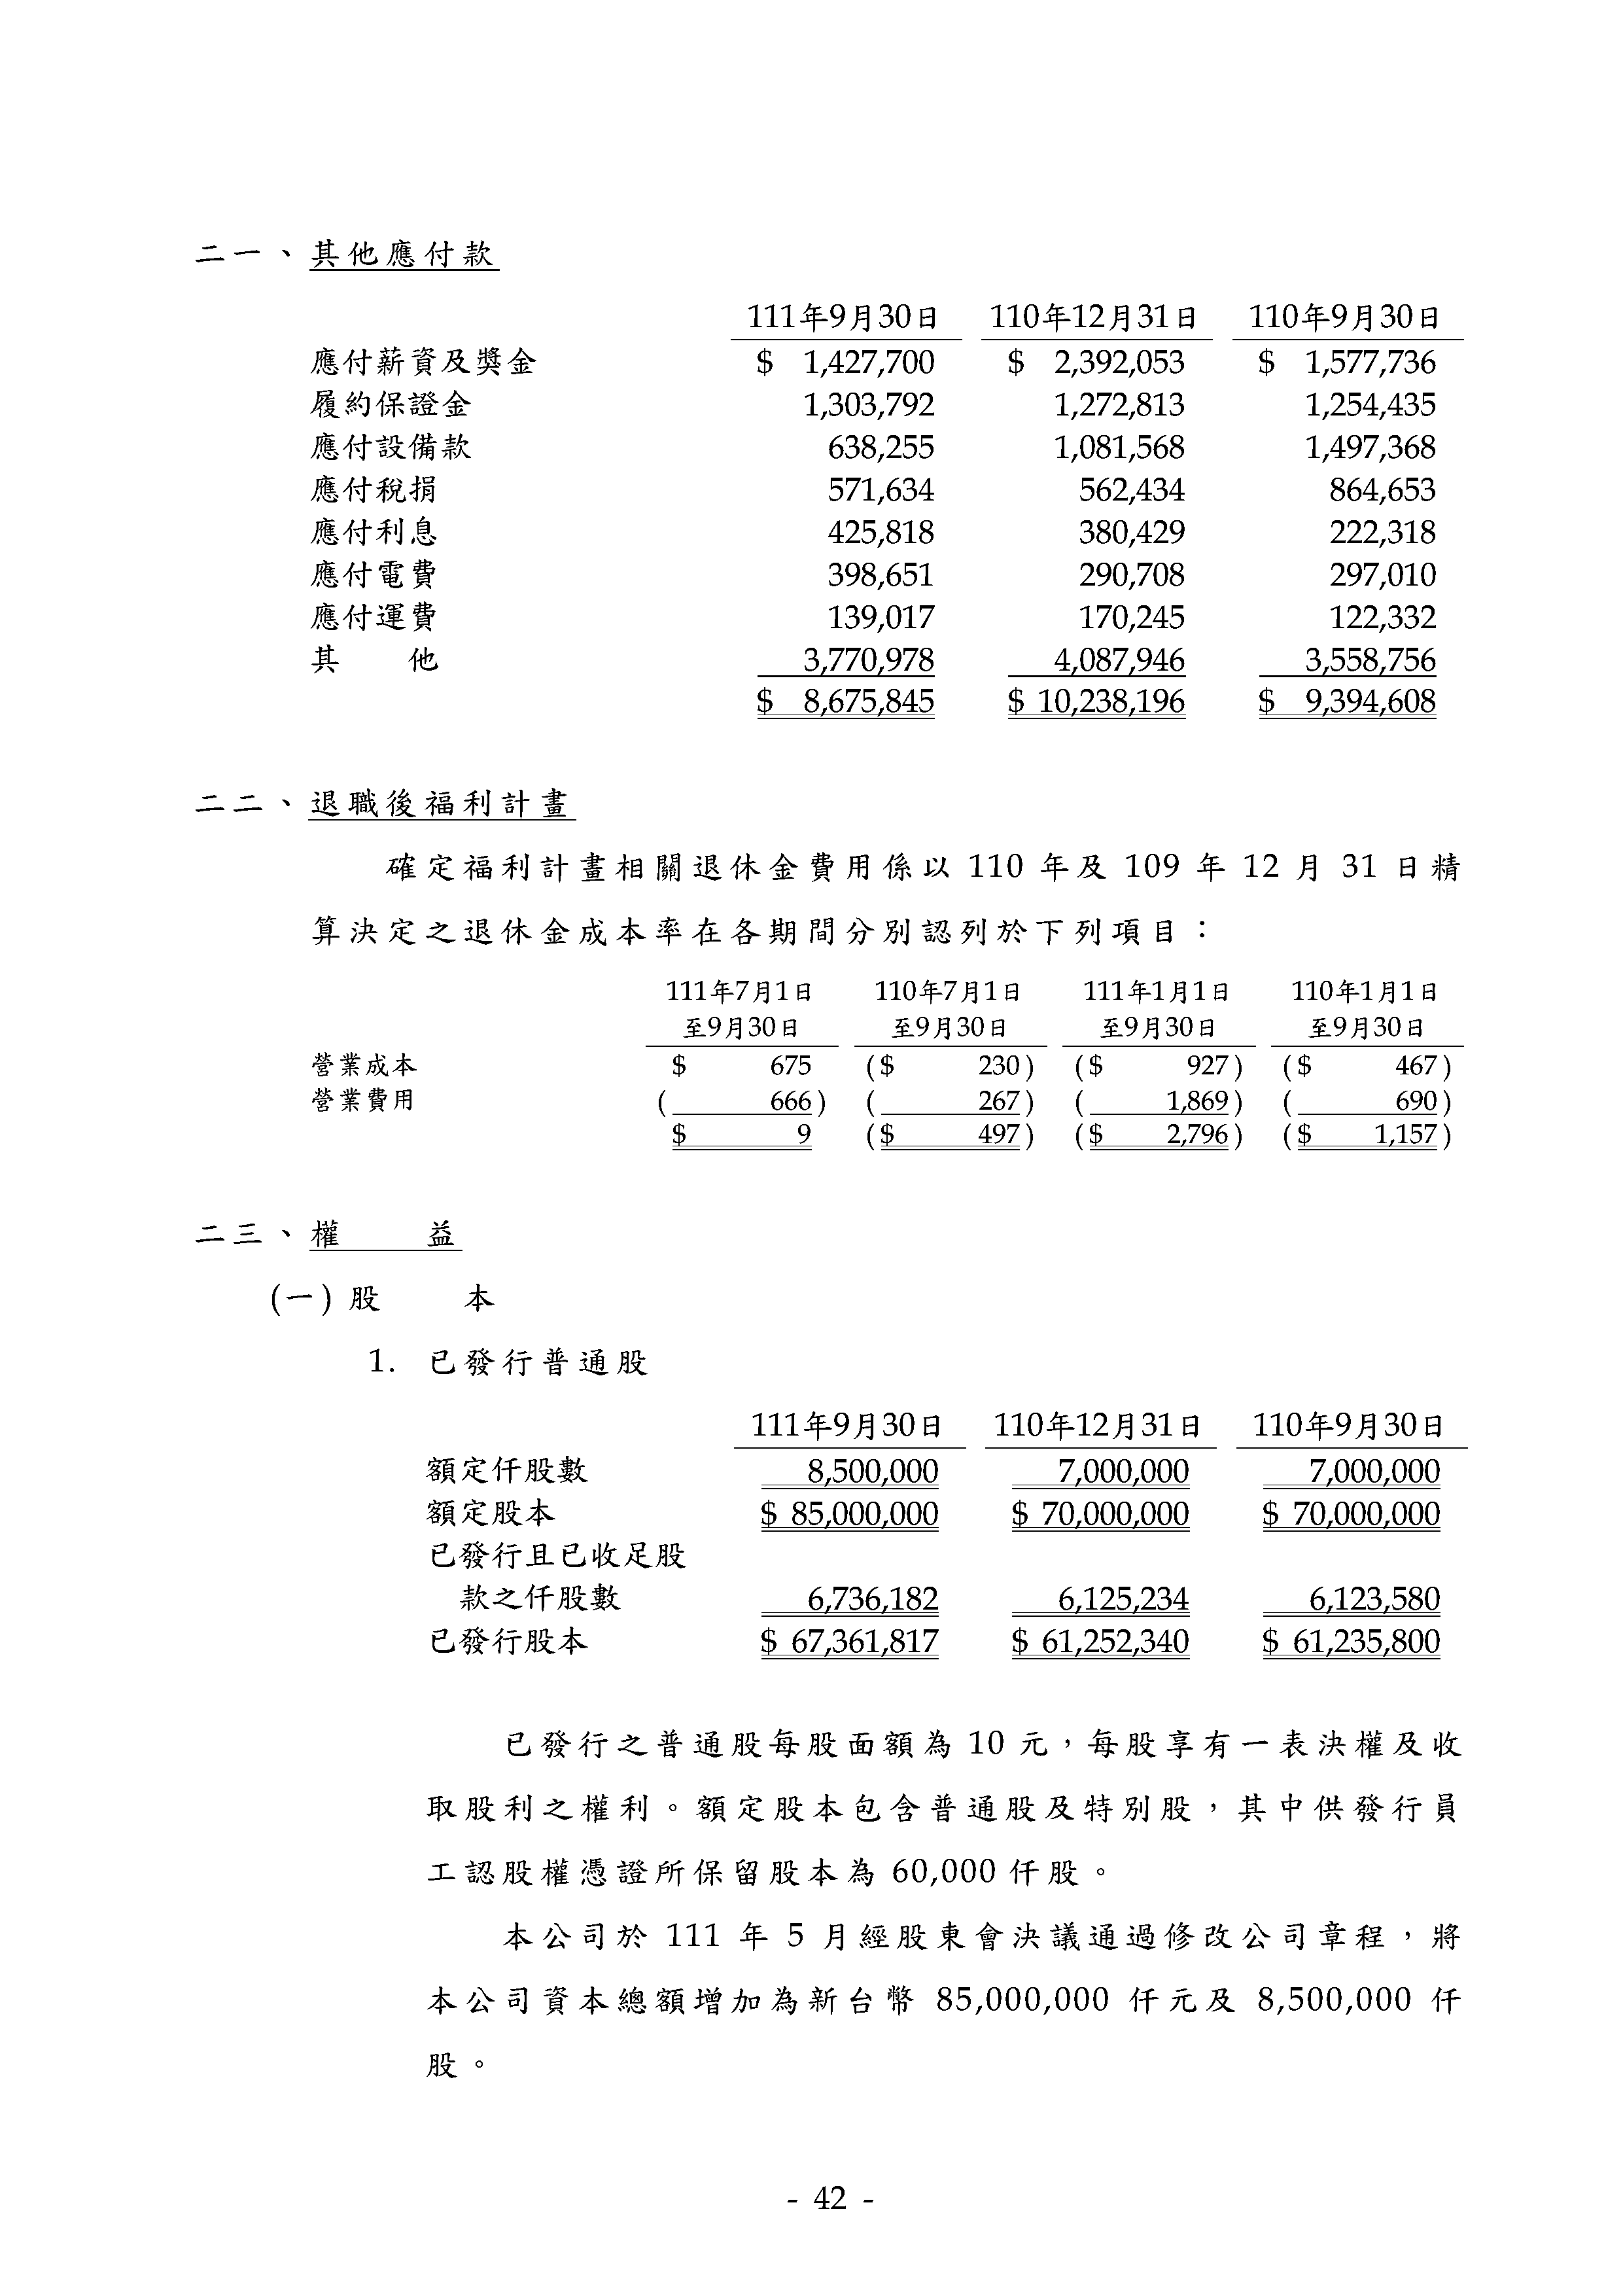 二一、其他應付款
111年9月30日 110年12月31日 110年9月30日
應付薪資及獎金 $ 1,427,700 $ 2,392,053 $ 1,577,736
履約保證金 1,303,792 1,272,813 1,254,435
應付設備款 638,255 1,081,568 1,497,368
應付稅捐 571,634 562,434 864,653
應付利息 425,818 380,429 222,318
應付電費 398,651 290,708 297,010
應付運費 139,017 170,245 122,332
其　　他 3,770,978 4,087,946 3,558,756
$ 8,675,845 $ 10,238,196 $ 9,394,608
二二、退職後福利計畫
確定福利計畫相關退休金費用係以 110 年及 109 年 12 月 31 日精
算決定之退休金成本率在各期間分別認列於下列項目：
111年7月1日 110年7月1日 111年1月1日 110年1月1日
至9月30日 至9月30日 至9月30日 至9月30日
營業成本 $ 675 ($ 230) ($ 927) ($ 467)
營業費用 ( 666) ( 267) ( 1,869) ( 690)
$ 9 ($ 497) ($ 2,796) ($ 1,157)
二三、權　　益
(一) 股　　本
1. 已發行普通股
111年9月30日 110年12月31日 110年9月30日
額定仟股數 8,500,000 7,000,000 7,000,000
額定股本 $ 85,000,000 $ 70,000,000 $ 70,000,000
已發行且已收足股
款之仟股數 6,736,182 6,125,234 6,123,580
已發行股本 $ 67,361,817 $ 61,252,340 $ 61,235,800
已發行之普通股每股面額為 10 元，每股享有一表決權及收
取股利之權利。額定股本包含普通股及特別股，其中供發行員
工認股權憑證所保留股本為 60,000 仟股。
本公司於 111 年 5 月經股東會決議通過修改公司章程，將
本公司資本總額增加為新台幣 85,000,000 仟元及 8,500,000 仟
股。
- 42 -